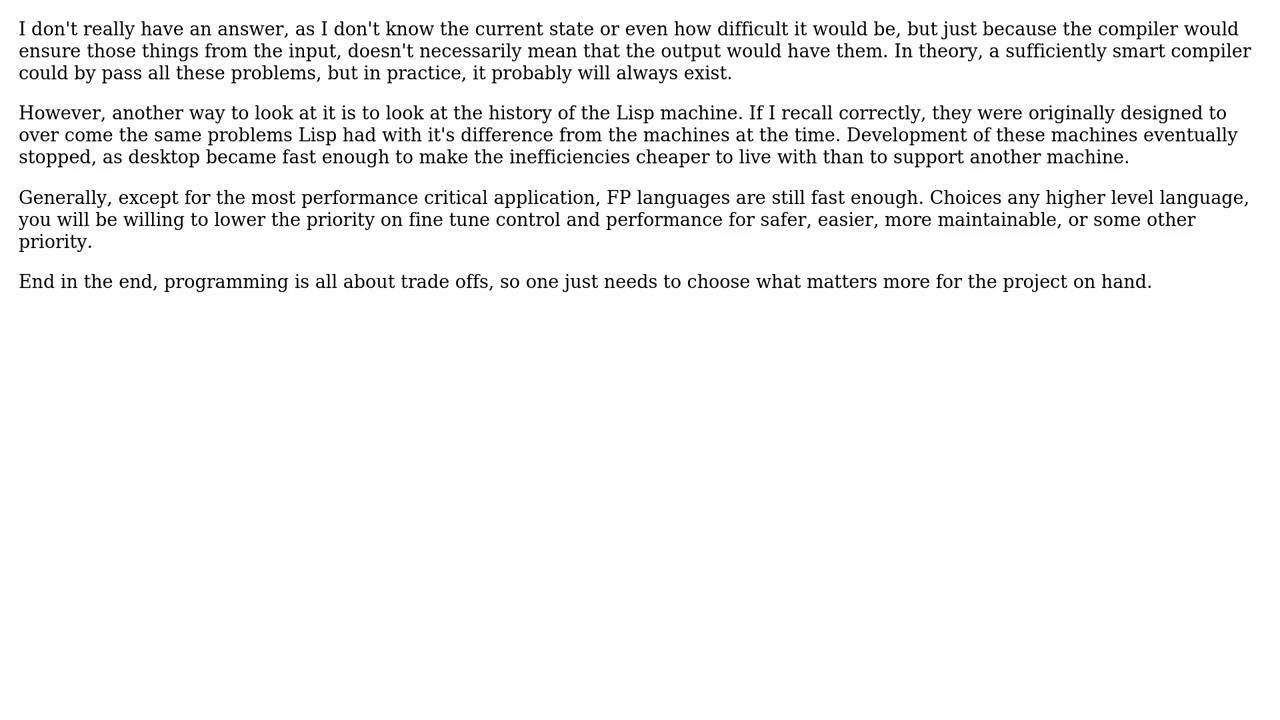 I don't really have an answer, as I don't know the current state or even how difficult it would be, but just because the compiler would
ensure those things from the input, doesn't necessarily mean that the output would have them. In theory, a sufficiently smart compiler
could by pass all these problems, but in practice, it probably will always exist.
However, another way to look at it is to look at the history of the Lisp machine. If I recall correctly, they were originally designed to
over come the same problems Lisp had with it's difference from the machines at the time. Development of these machines eventually
stopped, as desktop became fast enough to make the inefficiencies cheaper to live with than to support another machine.
Generally, except for the most performance critical application, FP languages are still fast enough. Choices any higher level language,
you will be willing to lower the priority on fine tune control and performance for safer, easier, more maintainable, or some other
priority.
End in the end, programming is all about trade offs, so one just needs to choose what matters more for the project on hand.